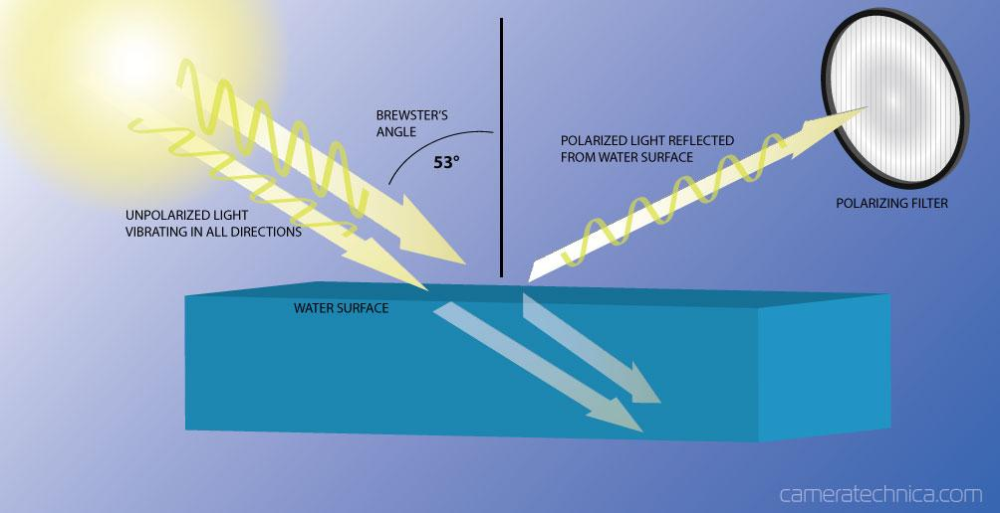 BREWSTER'S
ANGLE
53°
POLARIZED LIGHT REFLECTED
FROM WATER SURFACE
POLARIZING FILTER
UNPOLARIZED LIGHT
VIBRATING IN ALL DIRECTIONS
WATER SURFACE
cameratechnica.com